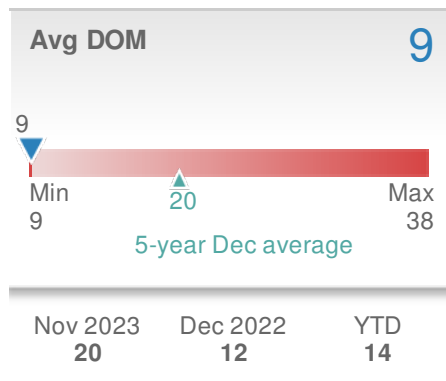 Avg DOM 9
9
Min Max
9 20 38
5-year Dec average
Nov 2023 Dec 2022 YTD
20 12 14